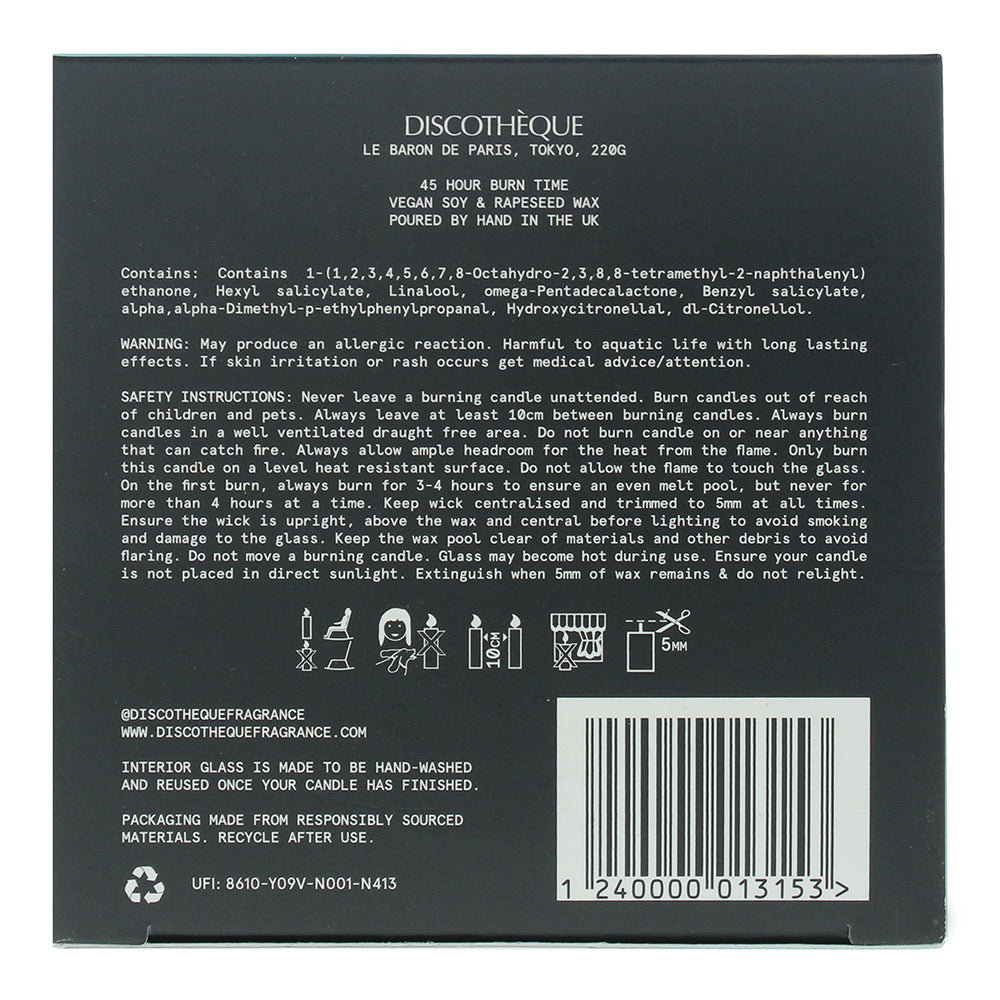 DISCOTHÈQUE
LE BARON DE PARIS, TOKYO, 220G
45 HOUR BURN TIME
VEGAN SOY & RAPESEED WAX
POURED BY HAND IN THE UK
Contains: Contains 1-(1,2,3,4,5,6,7,8-Octahydro-2,3,8,8-tetramethyl-2-naphthalenyl)
ethanone, Hexyl salicylate, Linalool, omega-Pentadecalactone, Benzyl salicylate,
alpha,alpha-Dimethyl-p-ethylphenylpropanal, Hydroxycitronellal, dl-Citronellol.
WARNING: May produce an allergic reaction. Harmful to aquatic life with long lasting
effects. If skin irritation or rash occurs get medical advice/attention.
SAFETY INSTRUCTIONS: Never leave a burning candle unattended. Burn candles out of reach
of children and pets. Always leave at least 10cm between burning candles. Always burn
candles in a well ventilated draught free area. Do not burn candle on or near anything
that can catch fire. Always allow ample headroom for the heat from the flame. Only burn
this candle on a level heat resistant surface. Do not allow the flame to touch the glass.
On the first burn, always burn for 3-4 hours to ensure an even melt pool, but never for
more than 4 hours at a time. Keep wick centralised and trimmed to 5mm at all times.
Ensure the wick is upright, above the wax and central before lighting to avoid smoking
and damage to the glass. Keep the wax pool clear of materials and other debris to avoid
flaring. Do not move a burning candle. Glass may become hot during use. Ensure your candle
is not placed in direct sunlight. Extinguish when 5mm of wax remains & do not relight.
10CM
5MM
@DISCOTHEQUEFRAGRANCE
WWW.DISCOTHEQUEFRAGRANCE.COM
INTERIOR GLASS IS MADE TO BE HAND-WASHED
AND REUSED ONCE YOUR CANDLE HAS FINISHED.
PACKAGING MADE FROM RESPONSIBLY SOURCED
MATERIALS. RECYCLE AFTER USE.
UFI: 8610-Y09V-N001-N413
1 240000 013153 >